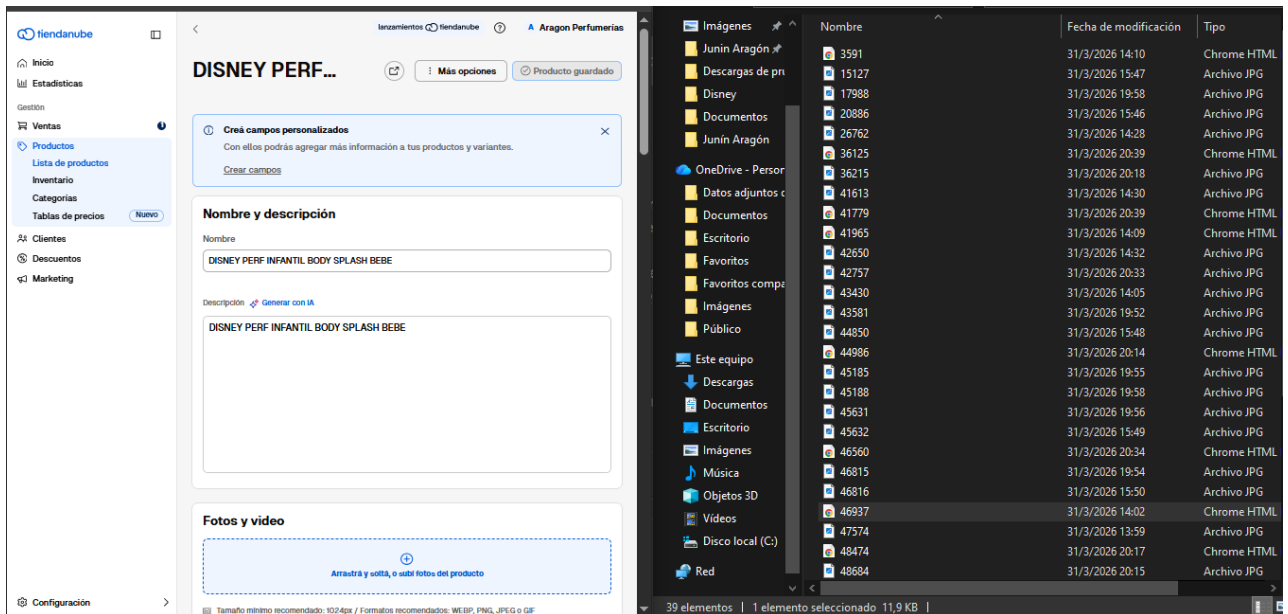 tiendanube
Inicio
Estadísticas
Gestión
Ventas
Productos
Lista de productos
Inventario
Categorías
Tablas de precios Nuevo
Clientes
Descuentos
Marketing
Configuración
lanzamientos tiendanube
A Aragon Perfumerías
DISNEY PERF...
Más opciones
Producto guardado
Creá campos personalizados
Con ellos podrás agregar más información a tus productos y variantes.
Crear campos
Nombre y descripción
Nombre
DISNEY PERF INFANTIL BODY SPLASH BEBE
Descripción Generar con IA
DISNEY PERF INFANTIL BODY SPLASH BEBE
Fotos y video
Arrastrá y soltá, o subí fotos del producto
Tamaño mínimo recomendado: 1024px / Formatos recomendados: WEBP, PNG, JPEG o GIF
Imágenes
Junin Aragón
Descargas de pru
Disney
Documentos
Junín Aragón
OneDrive - Person
Datos adjuntos d
Documentos
Escritorio
Favoritos
Favoritos compa
Imágenes
Público
Este equipo
Descargas
Documentos
Escritorio
Imágenes
Música
Objetos 3D
Vídeos
Disco local (C:)
Red
Nombre Fecha de modificación Tipo
3591 31/3/2026 14:10 Chrome HTML
15127 31/3/2026 15:47 Archivo JPG
17988 31/3/2026 19:58 Archivo JPG
20886 31/3/2026 15:46 Archivo JPG
26762 31/3/2026 14:28 Archivo JPG
36125 31/3/2026 20:39 Chrome HTML
36215 31/3/2026 20:18 Archivo JPG
41613 31/3/2026 14:30 Archivo JPG
41779 31/3/2026 20:39 Chrome HTML
41965 31/3/2026 14:09 Chrome HTML
42650 31/3/2026 14:32 Archivo JPG
42757 31/3/2026 20:33 Archivo JPG
43430 31/3/2026 14:05 Archivo JPG
43581 31/3/2026 19:52 Archivo JPG
44850 31/3/2026 15:48 Archivo JPG
44986 31/3/2026 20:14 Chrome HTML
45185 31/3/2026 19:55 Archivo JPG
45188 31/3/2026 19:58 Archivo JPG
45631 31/3/2026 19:56 Archivo JPG
45632 31/3/2026 15:49 Archivo JPG
46560 31/3/2026 20:34 Chrome HTML
46815 31/3/2026 19:54 Archivo JPG
46816 31/3/2026 15:50 Archivo JPG
46937 31/3/2026 14:02 Chrome HTML
47574 31/3/2026 13:59 Archivo JPG
48474 31/3/2026 20:17 Chrome HTML
48684 31/3/2026 20:15 Archivo JPG
39 elementos 1 elemento seleccionado 11,9 KB